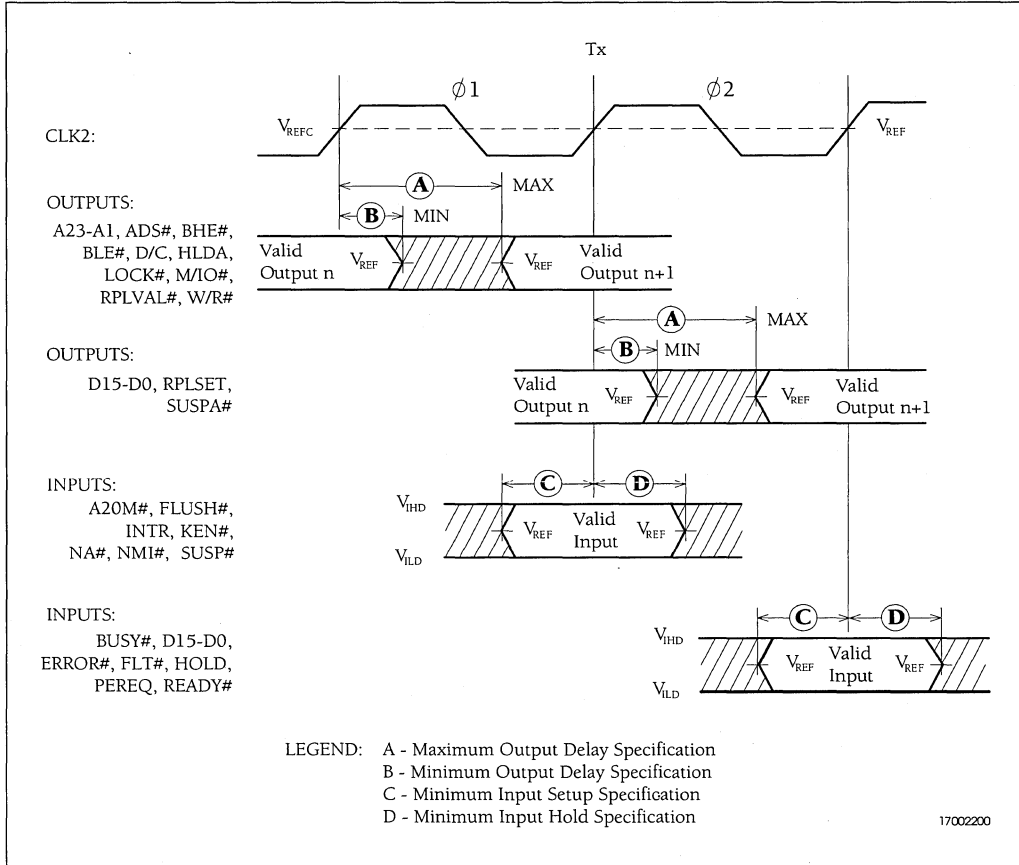 Tx
Ø1
Ø2
CLK2:
VREFC
VREF
A
MAX
OUTPUTS:
B
MIN
A23-A1, ADS#, BHE#,
BLE#, D/C, HLDA,
LOCK#, M/IO#,
RPLVAL#, W/R#
Valid
Output n
VREF
VREF
Valid
Output n+1
A
MAX
OUTPUTS:
B
MIN
D15-D0, RPLSET,
SUSPA#
Valid
Output n
VREF
VREF
Valid
Output n+1
INPUTS:
C
D
A20M#, FLUSH#,
INTR, KEN#,
NA#, NMI#, SUSP#
VIHD
VILD
VREF
Valid
Input
VREF
INPUTS:
C
D
BUSY#, D15-D0,
ERROR#, FLT#, HOLD,
PEREQ, READY#
VIHD
VILD
VREF
Valid
Input
VREF
LEGEND: A - Maximum Output Delay Specification
B - Minimum Output Delay Specification
C - Minimum Input Setup Specification
D - Minimum Input Hold Specification
17002200